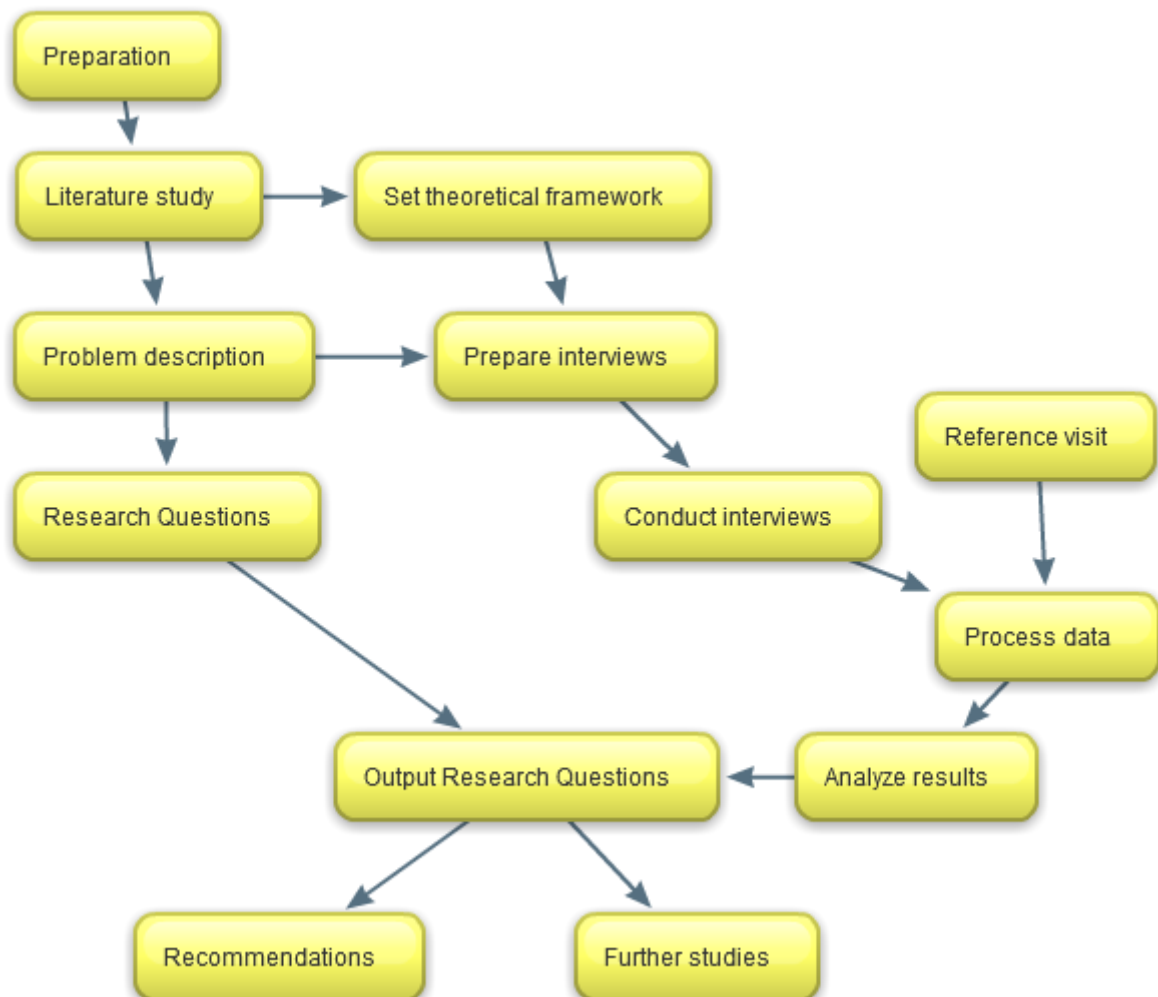 Preparation
Literature study
Set theoretical framework
Problem description
Prepare interviews
Reference visit
Research Questions
Conduct interviews
Process data
Output Research Questions
Analyze results
Recommendations
Further studies